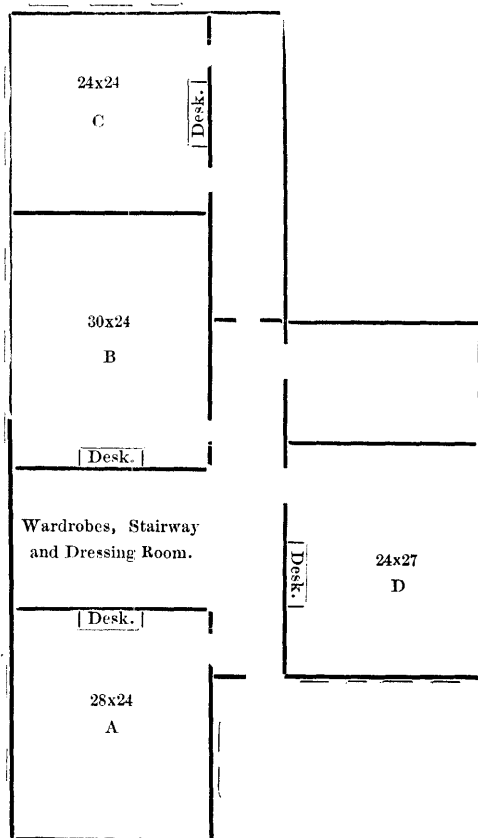 24x24
C
Desk.
30x24
B
Desk.
Wardrobes, Stairway
and Dressing Room.
Desk.
28x24
A
Desk.
24x27
D